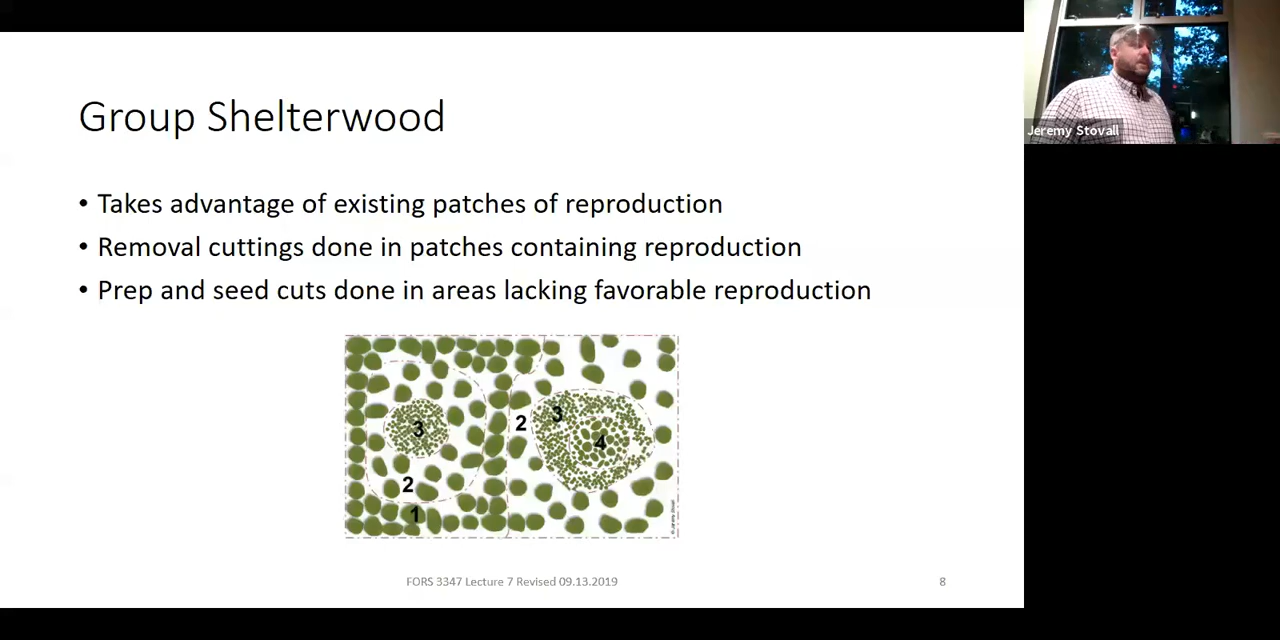 Group Shelterwood
Jeremy Stovall
• Takes advantage of existing patches of reproduction
• Removal cuttings done in patches containing reproduction
• Prep and seed cuts done in areas lacking favorable reproduction
3
2
1
2
3
4
© Jeremy Stovall
FORS 3347 Lecture 7 Revised 09.13.2019
8